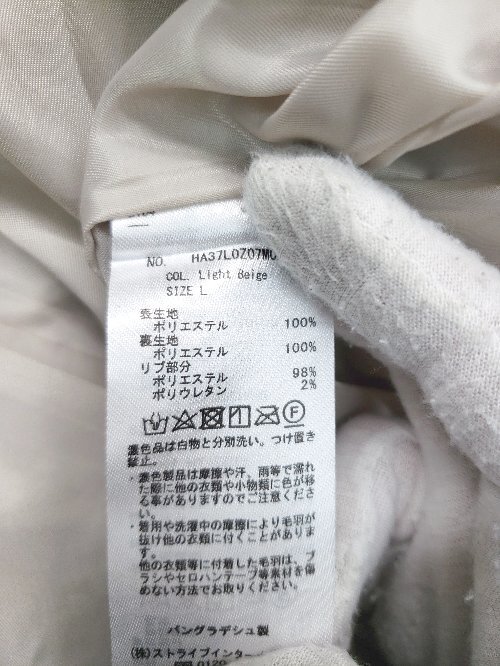 NO. HA37L0Z07MU
COL. Light Beige
SIZE L
表生地
ポリエステル 100%
裏生地
ポリエステル 100%
リブ部分
ポリエステル 98%
ポリウレタン 2%
濃色品は白物と分別洗い。つけ置き
禁止。
・濃色製品は摩擦や汗、雨等で濡れ
た際に他の衣類や小物類に色が移
る事がありますのでご注意くださ
い。
・着用や洗濯中の摩擦により毛羽が
抜け他の衣類に付くことがありま
す。
他の衣類等に付着した毛羽は、ブ
ラシやセロハンテープ等素材を傷
めない方法でお取りください。
バングラデシュ製
(株)ストライプインター
0120